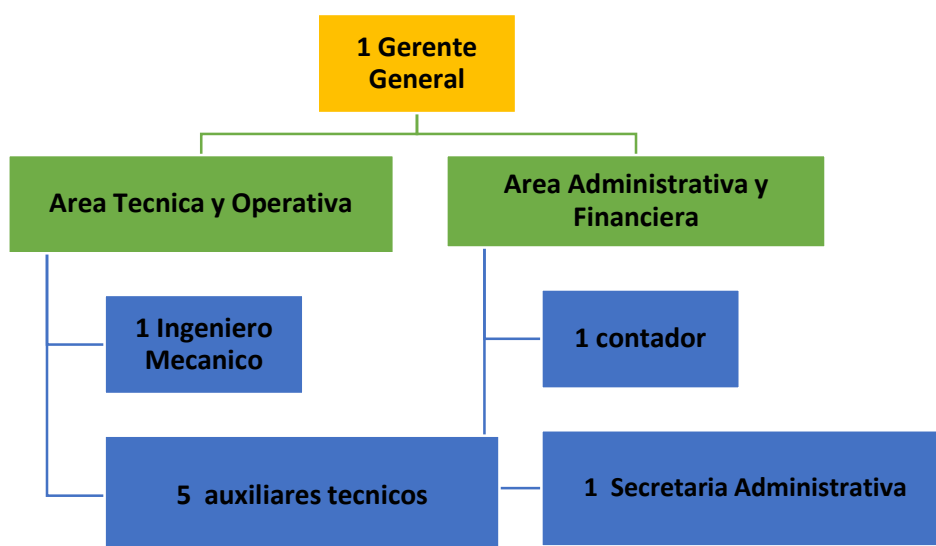 1 Gerente
General
Area Tecnica y Operativa
Area Administrativa y
Financiera
1 Ingeniero
Mecanico
1 contador
5 auxiliares tecnicos
1 Secretaria Administrativa